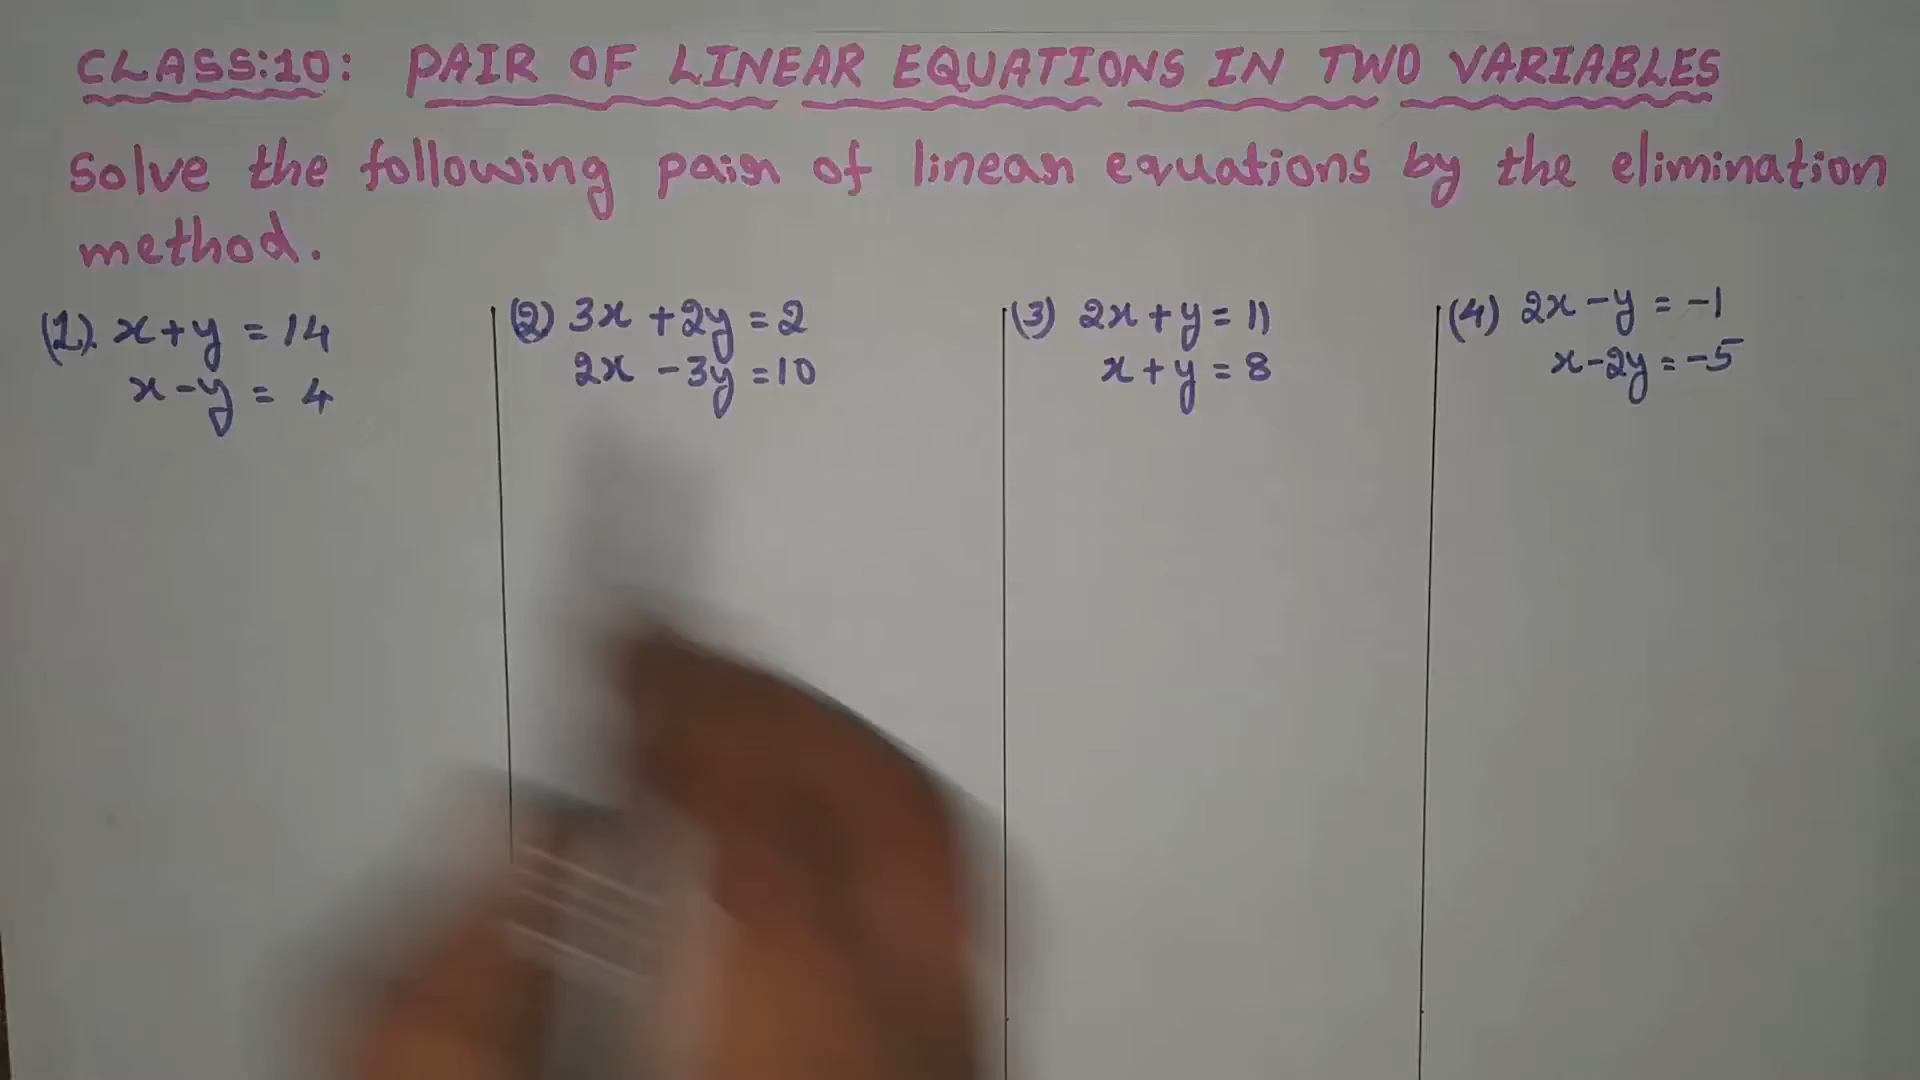 CLASS:10: PAIR OF LINEAR EQUATIONS IN TWO VARIABLES
Solve the following pair of linear equations by the elimination
method.
(1). x+y = 14
x-y = 4
(2) 3x +2y = 2
2x -3y =10
(3) 2x+y = 11
x+y = 8
(4) 2x-y = -1
x-2y = -5